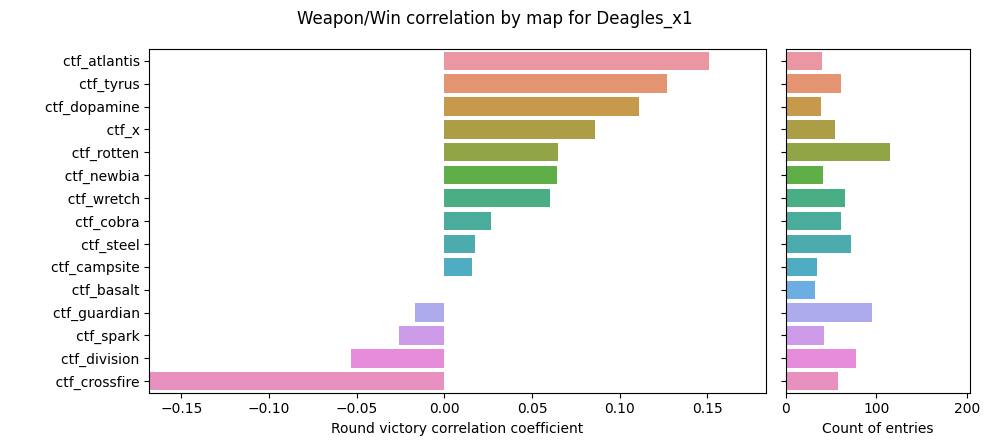 Weapon/Win correlation by map for Deagles_x1
ctf_atlantis
ctf_tyrus
ctf_dopamine
ctf_x
ctf_rotten
ctf_newbia
ctf_wretch
ctf_cobra
ctf_steel
ctf_campsite
ctf_basalt
ctf_guardian
ctf_spark
ctf_division
ctf_crossfire
−0.15 −0.10 −0.05 0.00 0.05 0.10 0.15
Round victory correlation coefficient
0 100 200
Count of entries